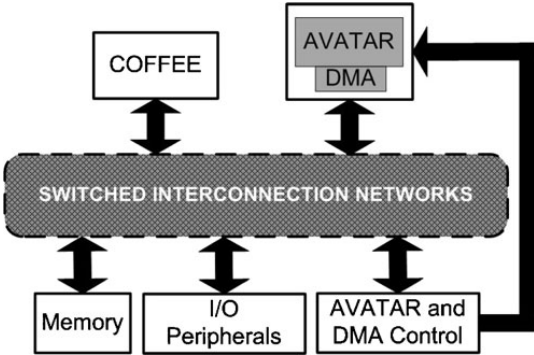 COFFEE
AVATAR
DMA
SWITCHED INTERCONNECTION NETWORKS
Memory
I/O
Peripherals
AVATAR and
DMA Control